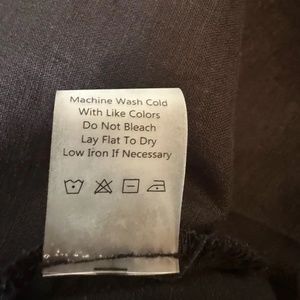 Machine Wash Cold
With Like Colors
Do Not Bleach
Lay Flat To Dry
Low Iron If Necessary